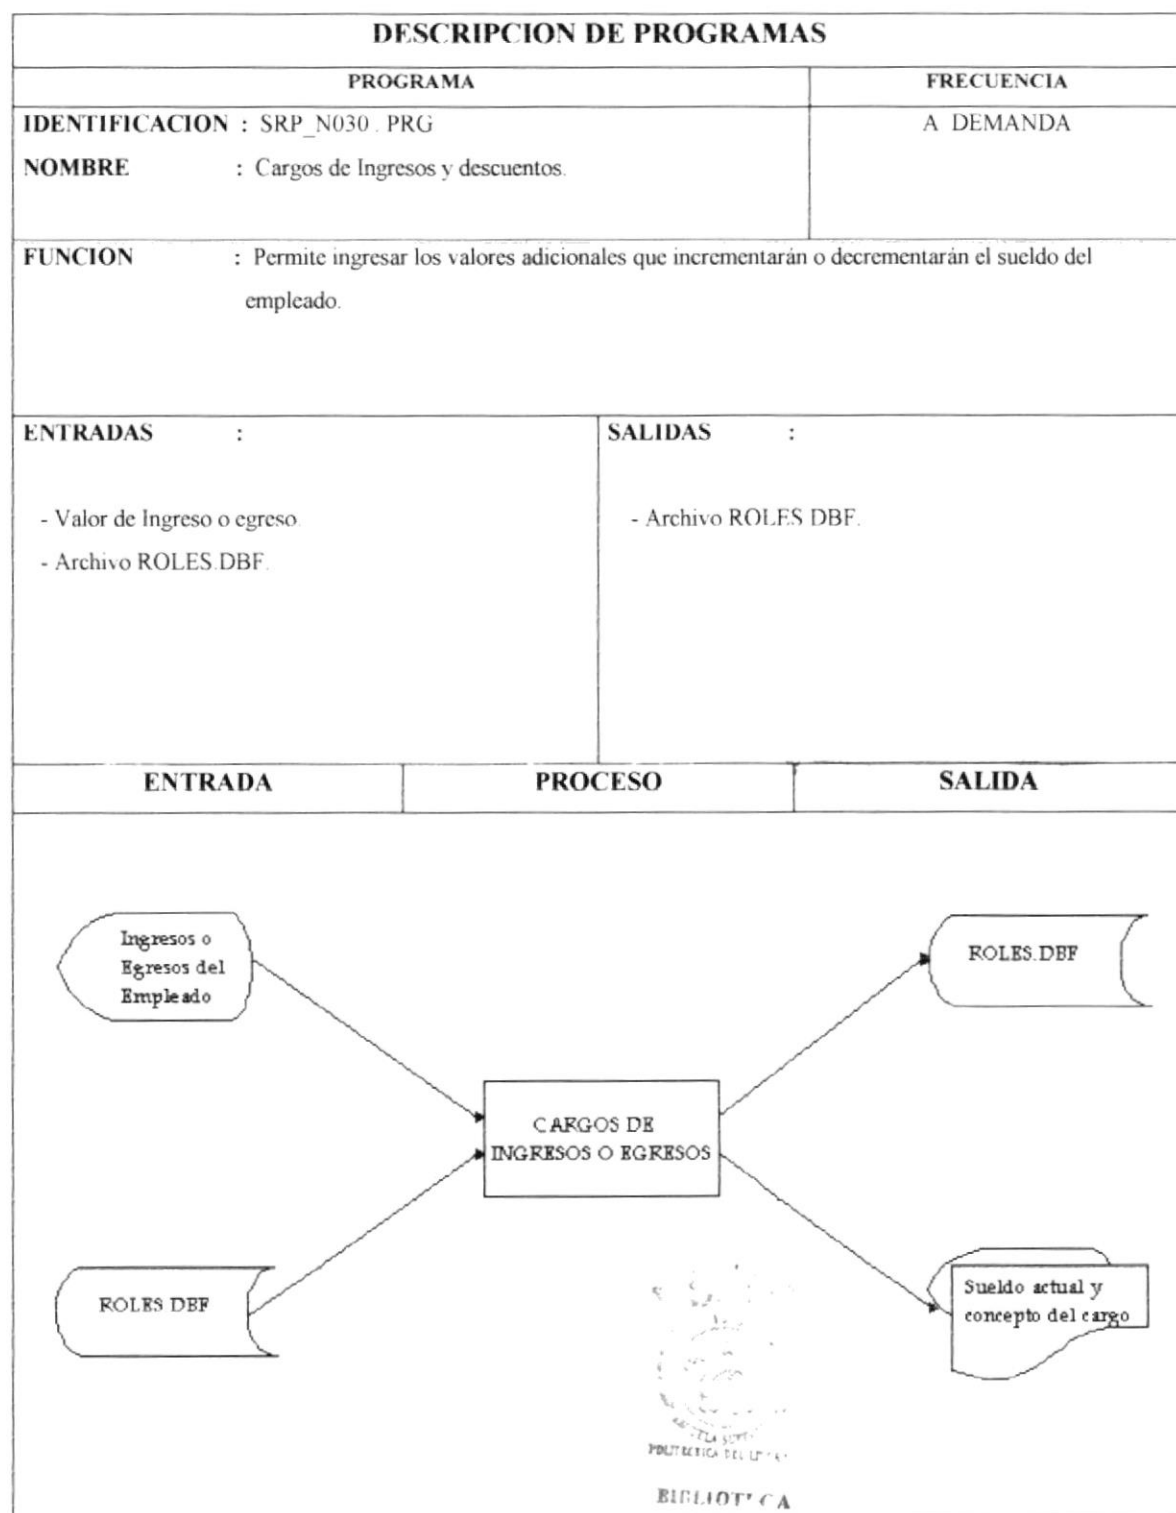 DESCRIPCION DE PROGRAMAS
PROGRAMA FRECUENCIA
IDENTIFICACION : SRP_N030 . PRG A DEMANDA
NOMBRE : Cargos de Ingresos y descuentos.
FUNCION : Permite ingresar los valores adicionales que incrementarán o decrementarán el sueldo del
empleado.
ENTRADAS : SALIDAS :
- Valor de Ingreso o egreso. - Archivo ROLES DBF.
- Archivo ROLES.DBF.
ENTRADA PROCESO SALIDA
Ingresos o
Egresos del
Empleado
ROLES.DBF
CARGOS DE
INGRESOS O EGRESOS
ROLES DBF
Sueldo actual y
concepto del cargo
POLITECNICA DEL